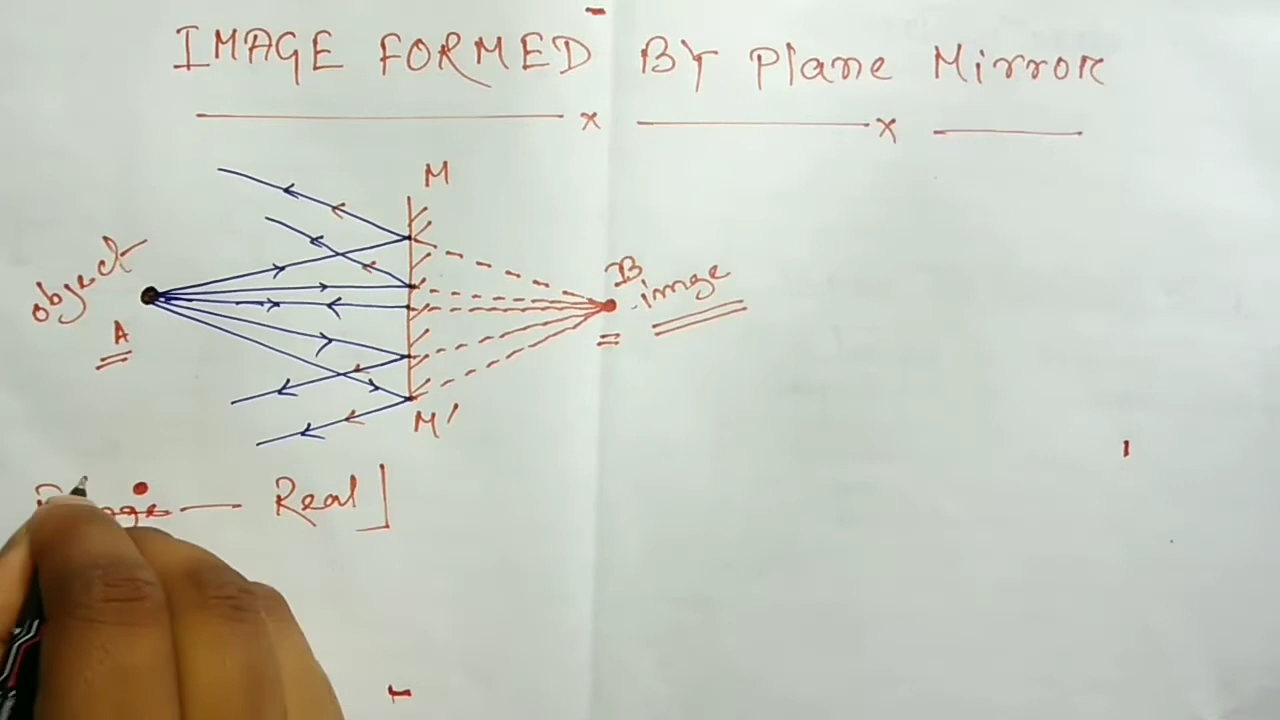 IMAGE FORMED BY Plane Mirror
M
object
A
B
image
M'
Real]